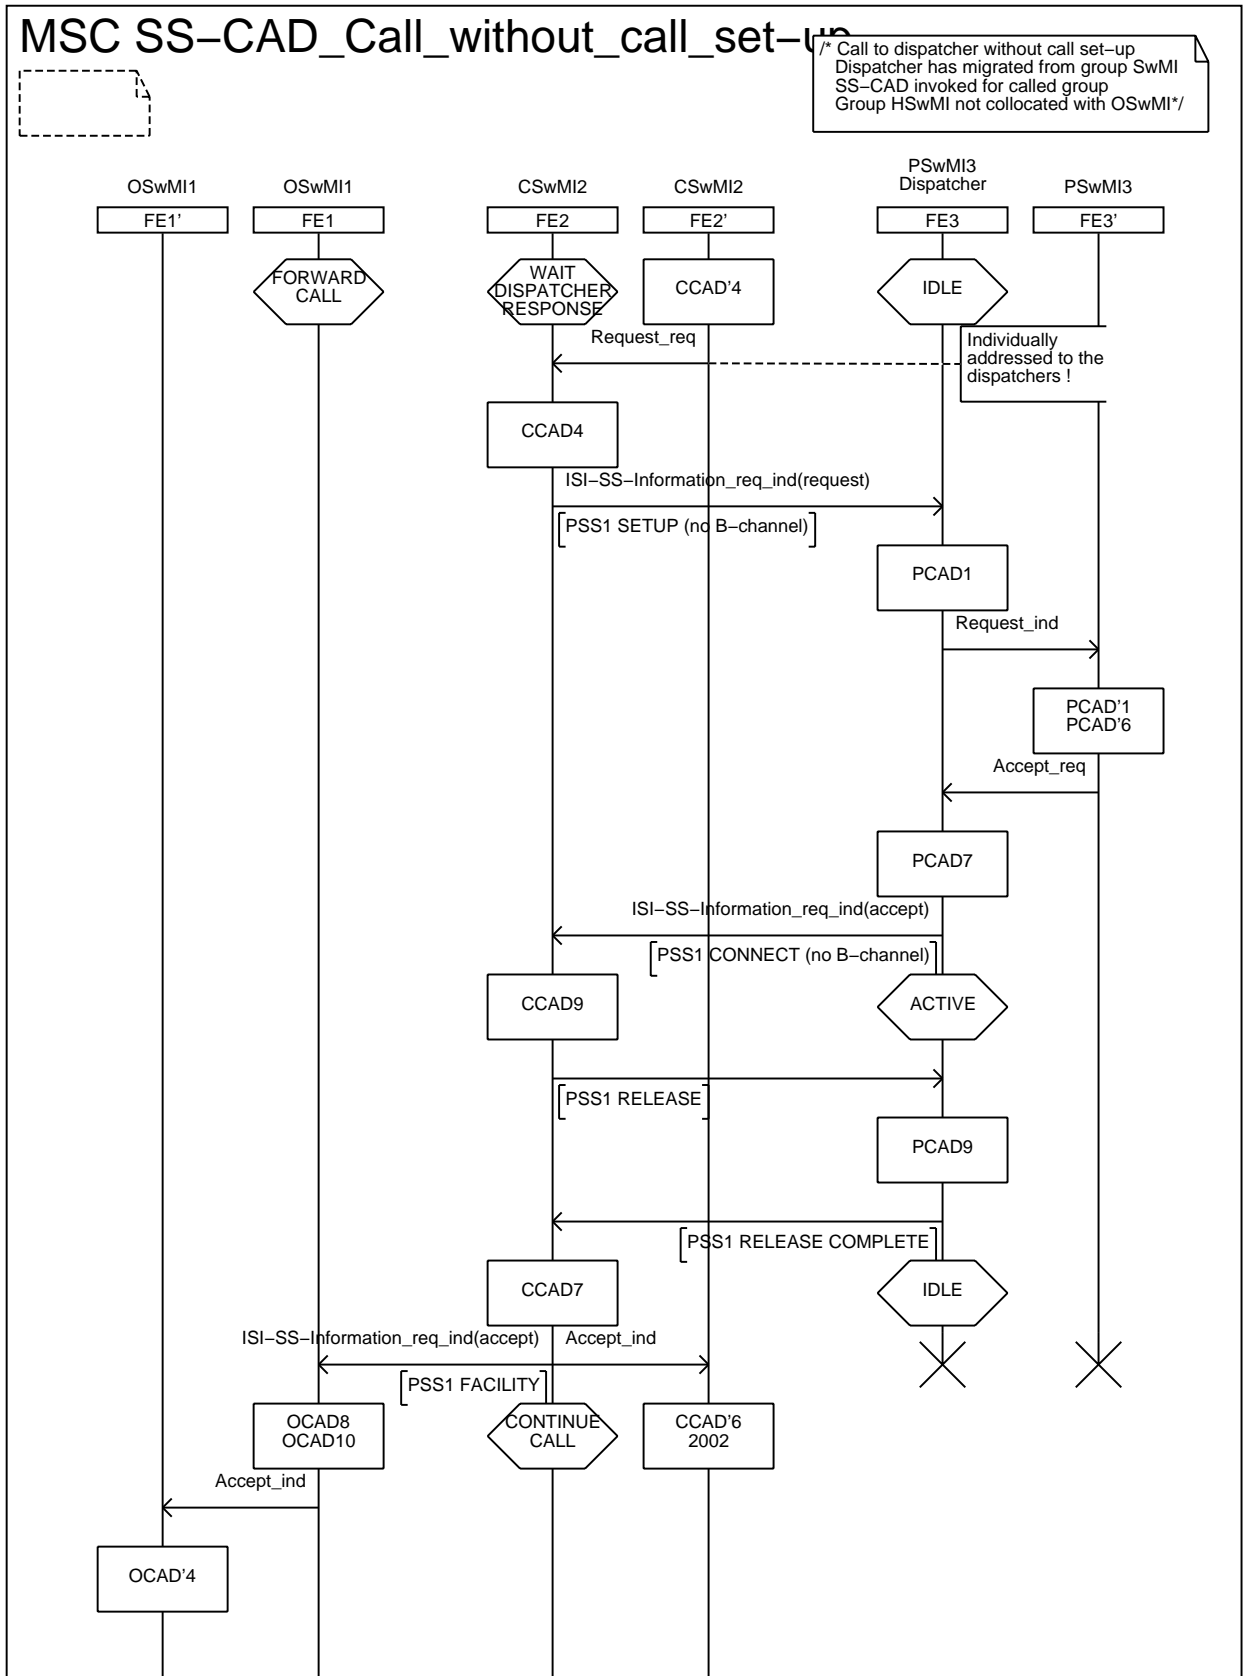 MSC SS−CAD_Call_without_call_set−up
/* Call to dispatcher without call set−up
Dispatcher has migrated from group SwMI
SS−CAD invoked for called group
Group HSwMI not collocated with OSwMI*/
OSwMI1
OSwMI1
CSwMI2
CSwMI2
PSwMI3
Dispatcher
PSwMI3
FE1'
FE1
FE2
FE2'
FE3
FE3'
FORWARD
CALL
WAIT
DISPATCHER
RESPONSE
CCAD'4
IDLE
Request_req
Individually
addressed to the
dispatchers !
CCAD4
ISI−SS−Information_req_ind(request)
PSS1 SETUP (no B−channel)
PCAD1
Request_ind
PCAD'1
PCAD'6
Accept_req
PCAD7
ISI−SS−Information_req_ind(accept)
PSS1 CONNECT (no B−channel)
CCAD9
ACTIVE
PSS1 RELEASE
PCAD9
PSS1 RELEASE COMPLETE
CCAD7
IDLE
ISI−SS−Information_req_ind(accept)
Accept_ind
PSS1 FACILITY
OCAD8
OCAD10
CONTINUE
CALL
CCAD'6
2002
Accept_ind
OCAD'4